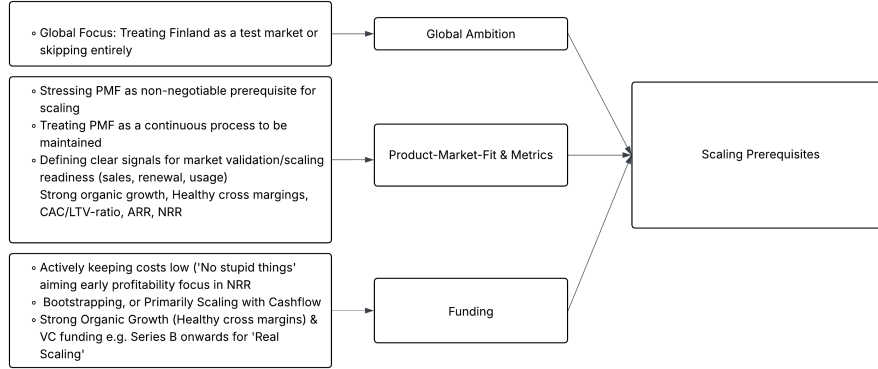 Global Focus: Treating Finland as a test market or
skipping entirely
Global Ambition
Stressing PMF as non-negotiable prerequisite for
scaling
Treating PMF as a continuous process to be
maintained
Defining clear signals for market validation/scaling
readiness (sales, renewal, usage)
Strong organic growth, Healthy cross margings,
CAC/LTV-ratio, ARR, NRR
Product-Market-Fit & Metrics
Scaling Prerequisites
Actively keeping costs low ('No stupid things'
aiming early profitability focus in NRR
Bootstrapping, or Primarily Scaling with Cashflow
Strong Organic Growth (Healthy cross margins) &
VC funding e.g. Series B onwards for 'Real
Scaling'
Funding